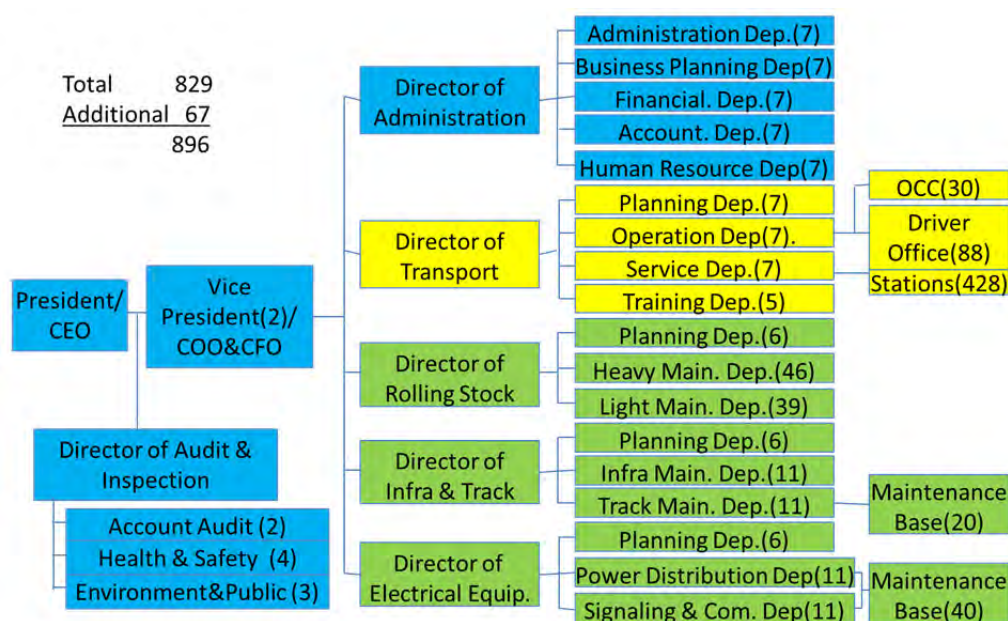 Total 829
Additional 67
896
President/
CEO
Vice
President(2)/
COO&CFO
Director of Audit &
Inspection
Account Audit (2)
Health & Safety (4)
Environment&Public (3)
Director of
Administration
Administration Dep.(7)
Business Planning Dep(7)
Financial. Dep.(7)
Account. Dep.(7)
Human Resource Dep(7)
Director of
Transport
Planning Dep.(7)
Operation Dep(7).
Service Dep.(7)
Training Dep.(5)
OCC(30)
Driver
Office(88)
Stations(428)
Director of
Rolling Stock
Planning Dep.(6)
Heavy Main. Dep.(46)
Light Main. Dep.(39)
Director of
Infra & Track
Planning Dep.(6)
Infra Main. Dep.(11)
Track Main. Dep.(11)
Maintenance
Base(20)
Director of
Electrical Equip.
Planning Dep.(6)
Power Distribution Dep(11)
Signaling & Com. Dep(11)
Maintenance
Base(40)